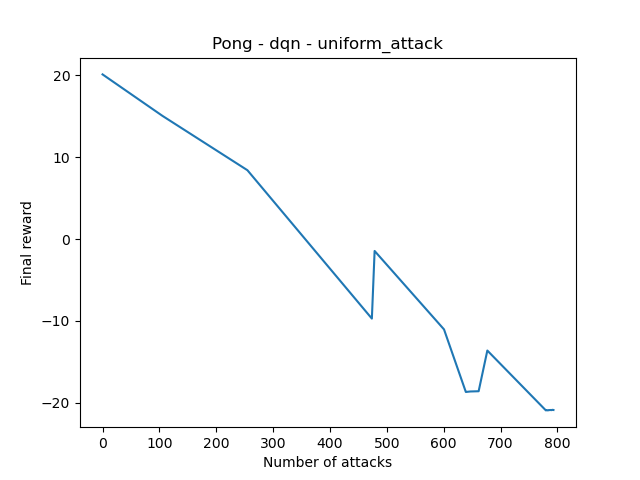 Pong - dqn - uniform_attack
20
10
0
−10
−20
Final reward
0 100 200 300 400 500 600 700 800
Number of attacks